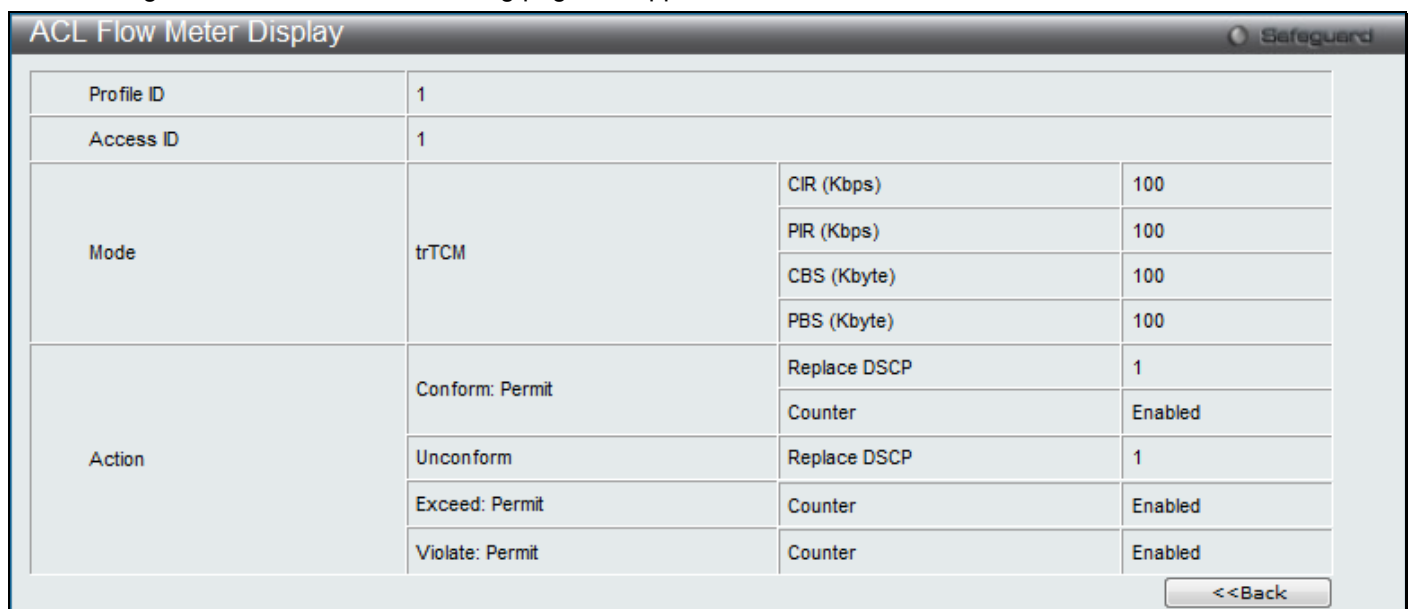 ACL Flow Meter Display
Safeguard
Profile ID 1
Access ID 1
Mode trTCM CIR (Kbps) 100
PIR (Kbps) 100
CBS (Kbyte) 100
PBS (Kbyte) 100
Action Conform: Permit Replace DSCP 1
Counter Enabled
Unconform Replace DSCP 1
Exceed: Permit Counter Enabled
Violate: Permit Counter Enabled
<<Back